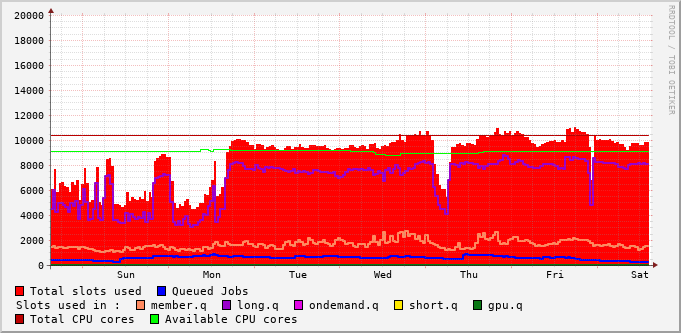 20000
18000
16000
14000
12000
10000
8000
6000
4000
2000
0
Sun Mon Tue Wed Thu Fri Sat
RRDTOOL / TOBI OETIKER
Total slots used Queued Jobs
Slots used in : member.q long.q ondemand.q short.q gpu.q
Total CPU cores Available CPU cores